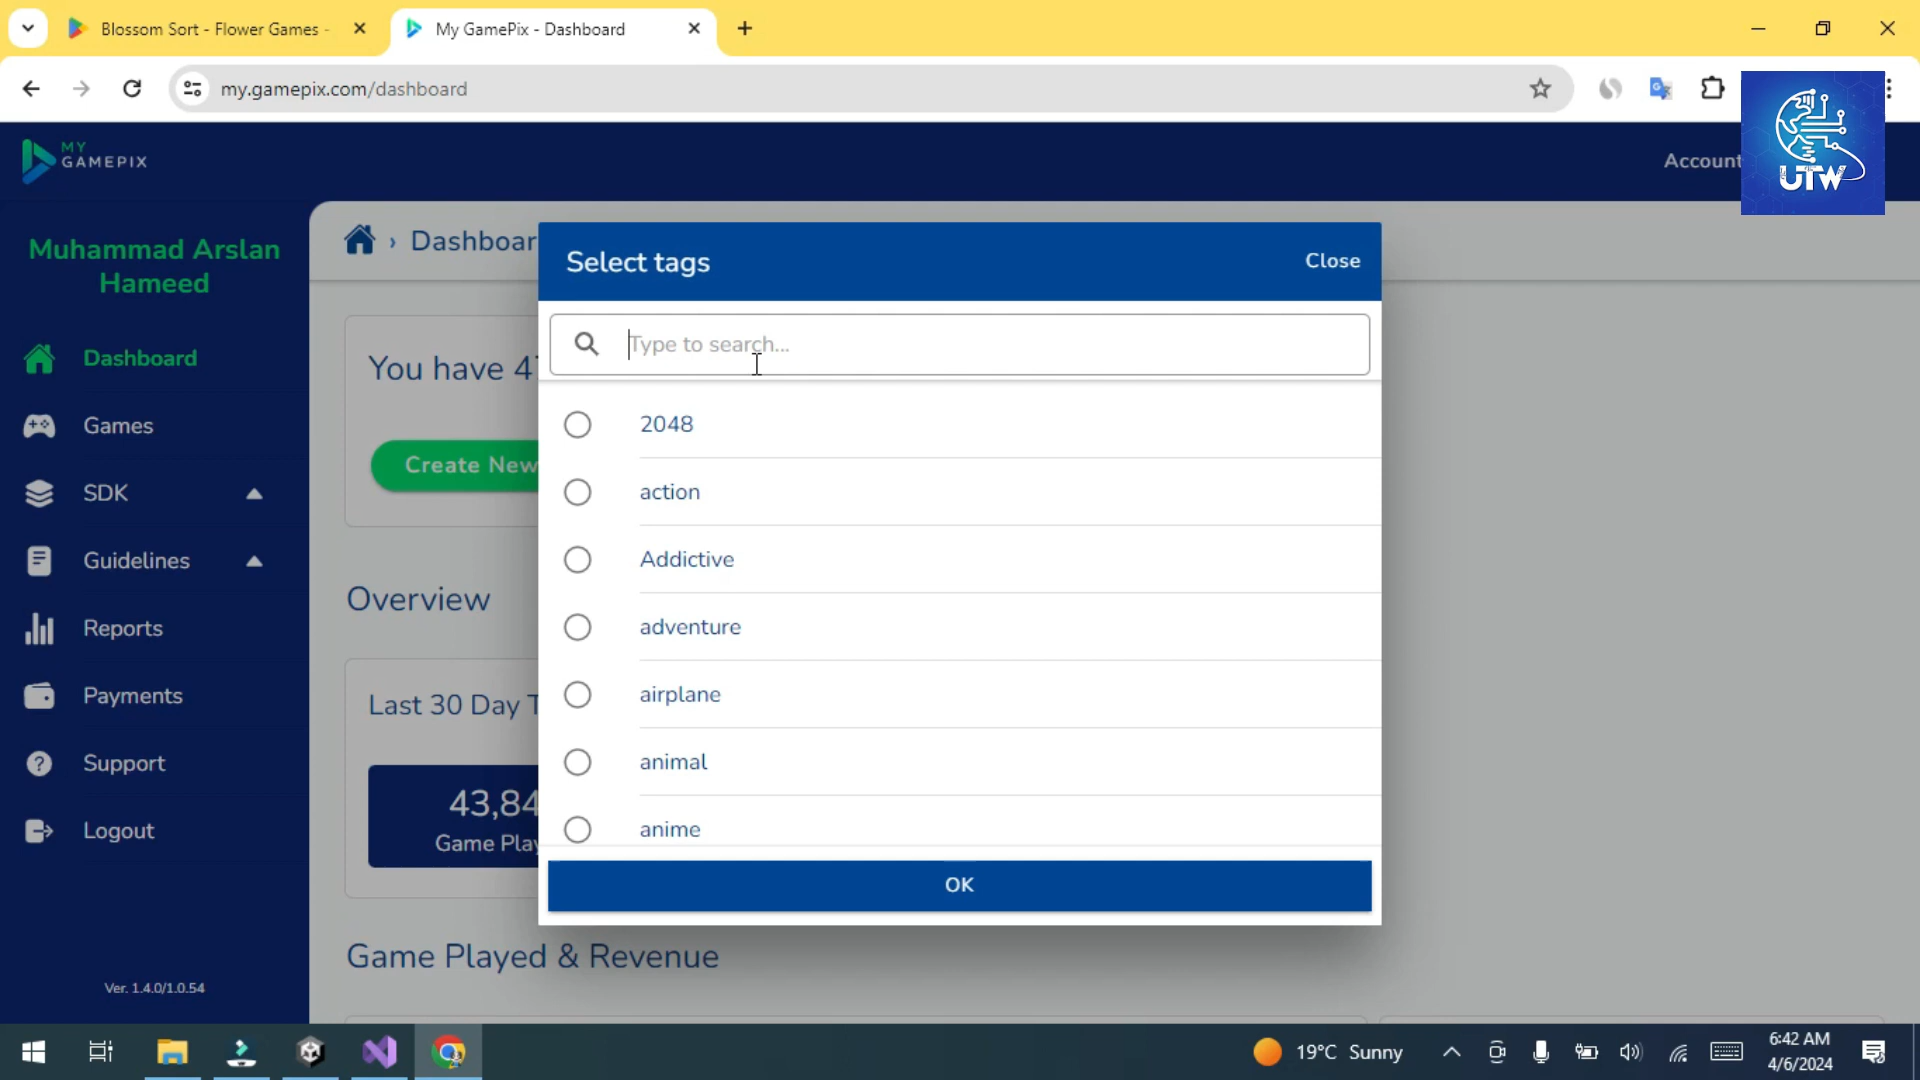 Blossom Sort - Flower Games -
My GamePix - Dashboard
my.gamepix.com/dashboard
MY
GAMEPIX
Account
UTW
Muhammad Arslan
Hameed
Dashboard
Games
SDK
Guidelines
Reports
Payments
Support
Logout
Ver. 1.4.0/1.0.54
› Dashboar
You have 4
Create New
Overview
Last 30 Day T
43,84
Game Play
Game Played & Revenue
Select tags
Close
Type to search...
2048
action
Addictive
adventure
airplane
animal
anime
OK
19°C Sunny
6:42 AM
4/6/2024